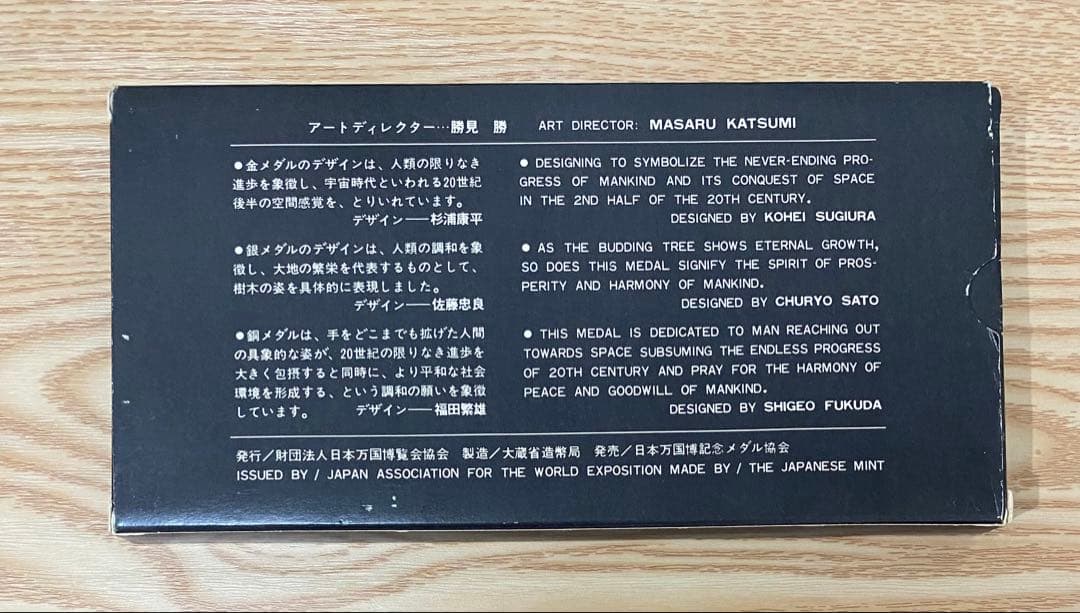 アートディレクター…勝見 勝 ART DIRECTOR: MASARU KATSUMI
●金メダルのデザインは、人類の限りなき
進歩を象徴し、宇宙時代といわれる20世紀
後半の空間感覚を、とりいれています。
デザイン──杉浦康平
● DESIGNING TO SYMBOLIZE THE NEVER-ENDING PRO-
GRESS OF MANKIND AND ITS CONQUEST OF SPACE
IN THE 2ND HALF OF THE 20TH CENTURY.
DESIGNED BY KOHEI SUGIURA
●銀メダルのデザインは、人類の調和を象
徴し、大地の繁栄を代表するものとして、
樹木の姿を具体的に表現しました。
デザイン──佐藤忠良
● AS THE BUDDING TREE SHOWS ETERNAL GROWTH,
SO DOES THIS MEDAL SIGNIFY THE SPIRIT OF PROS-
PERITY AND HARMONY OF MANKIND.
DESIGNED BY CHURYO SATO
●銅メダルは、手をどこまでも拡げた人間
の具象的な姿が、20世紀の限りなき進歩を
大きく包摂すると同時に、より平和な社会
環境を形成する、という調和の願いを象徴
しています。 デザイン──福田繁雄
● THIS MEDAL IS DEDICATED TO MAN REACHING OUT
TOWARDS SPACE SUBSUMING THE ENDLESS PROGRESS
OF 20TH CENTURY AND PRAY FOR THE HARMONY OF
PEACE AND GOODWILL OF MANKIND.
DESIGNED BY SHIGEO FUKUDA
発行／財団法人日本万国博覧会協会 製造／大蔵省造幣局 発売／日本万国博記念メダル協会
ISSUED BY / JAPAN ASSOCIATION FOR THE WORLD EXPOSITION MADE BY / THE JAPANESE MINT